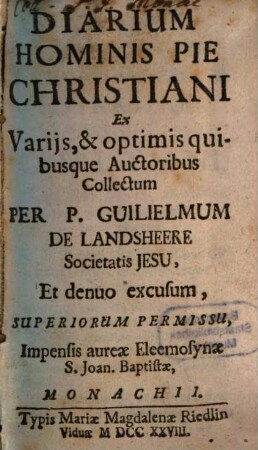 DIARIUM
HOMINIS PIE
CHRISTIANI
Ex
Varijs, & optimis qui-
busque Auctoribus
Collectum
PER P. GUILIELMUM
DE LANDSHEERE
Societatis JESU,
Et denuo excusum,
SUPERIORUM PERMISSU,
Impensis aureæ Eleemosynæ
S. Joan. Baptistæ,
MONACHII.
Typis Mariæ Magdalenæ Riedlin
Viduæ M DCC XXVIII.